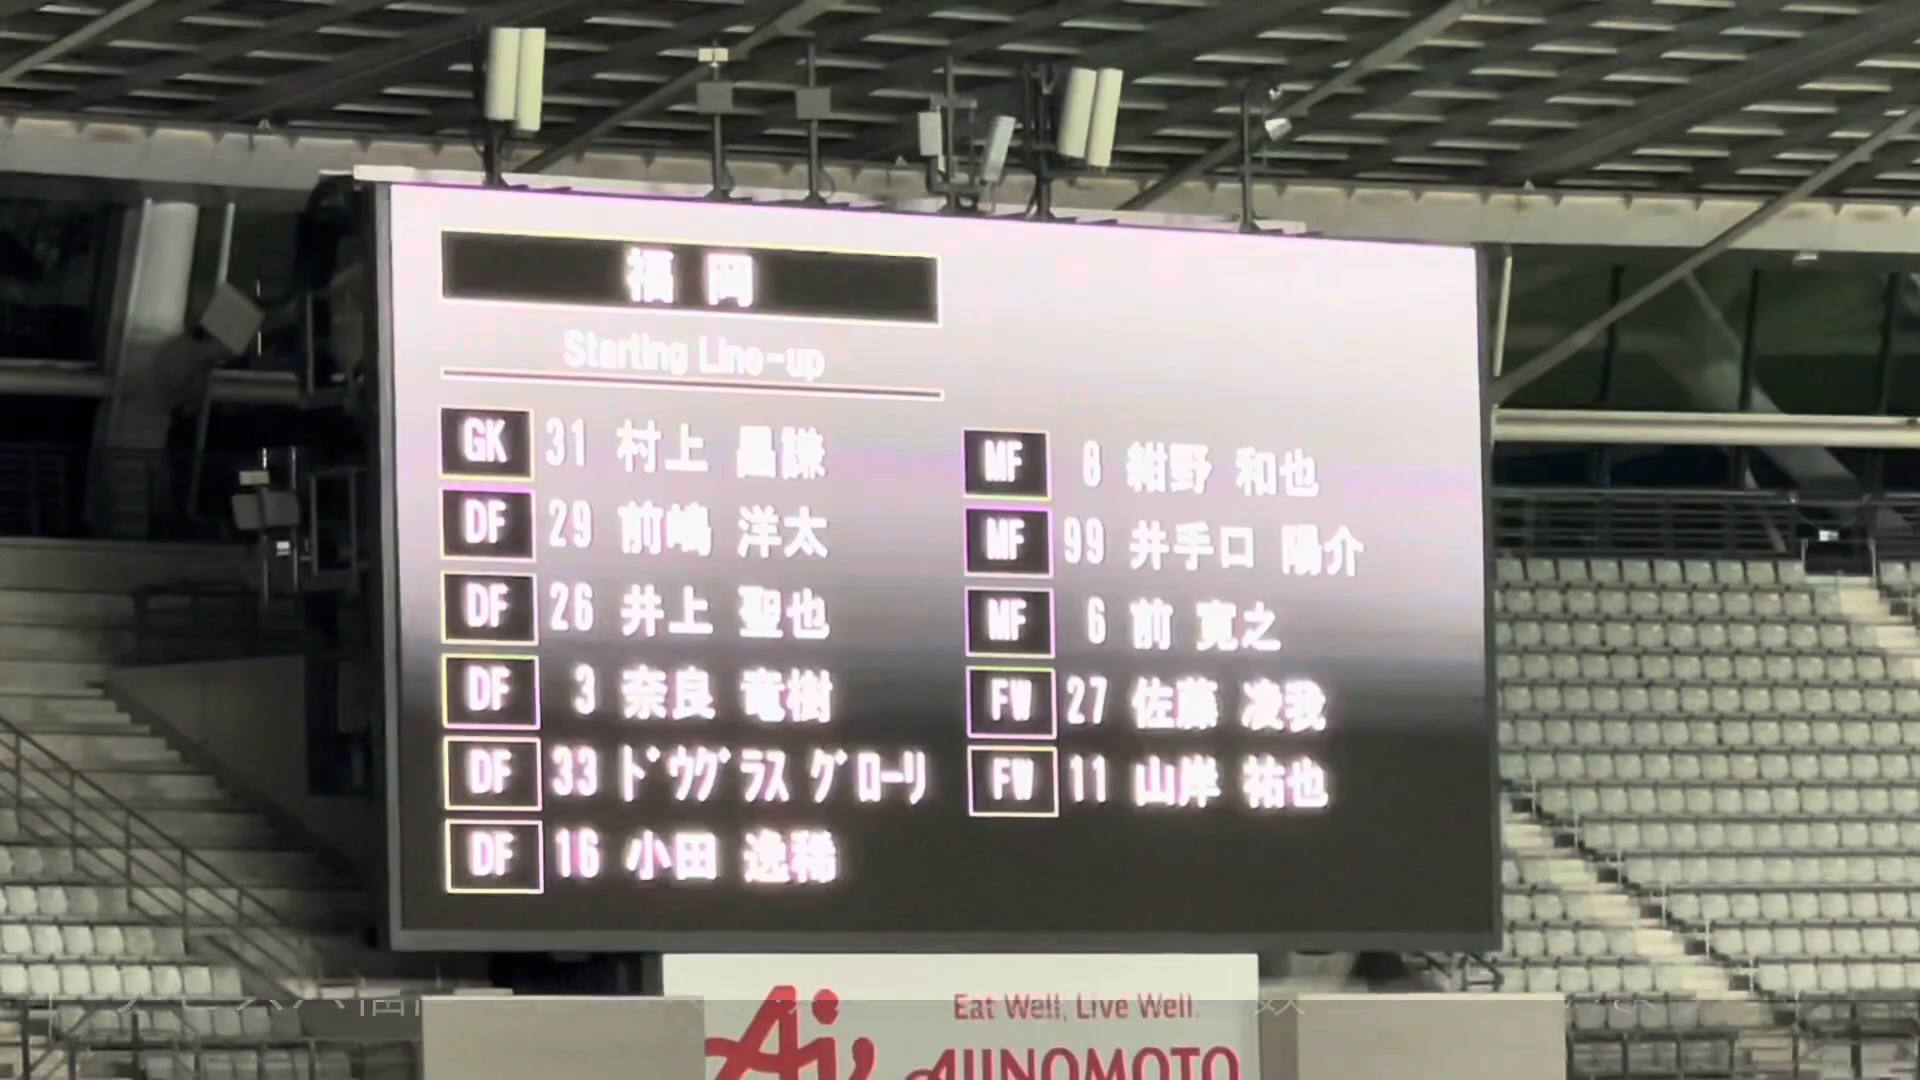 福岡
Starting Line-up
GK 31 村上 昌謙
DF 29 前嶋 洋太
DF 26 井上 聖也
DF 3 奈良 竜樹
DF 33 ドウグラス グローリ
DF 16 小田 逸稀
MF 8 紺野 和也
MF 99 井手口 陽介
MF 6 前 寛之
FW 27 佐藤 凌我
FW 11 山岸 祐也
Eat Well, Live Well.
AJINOMOTO